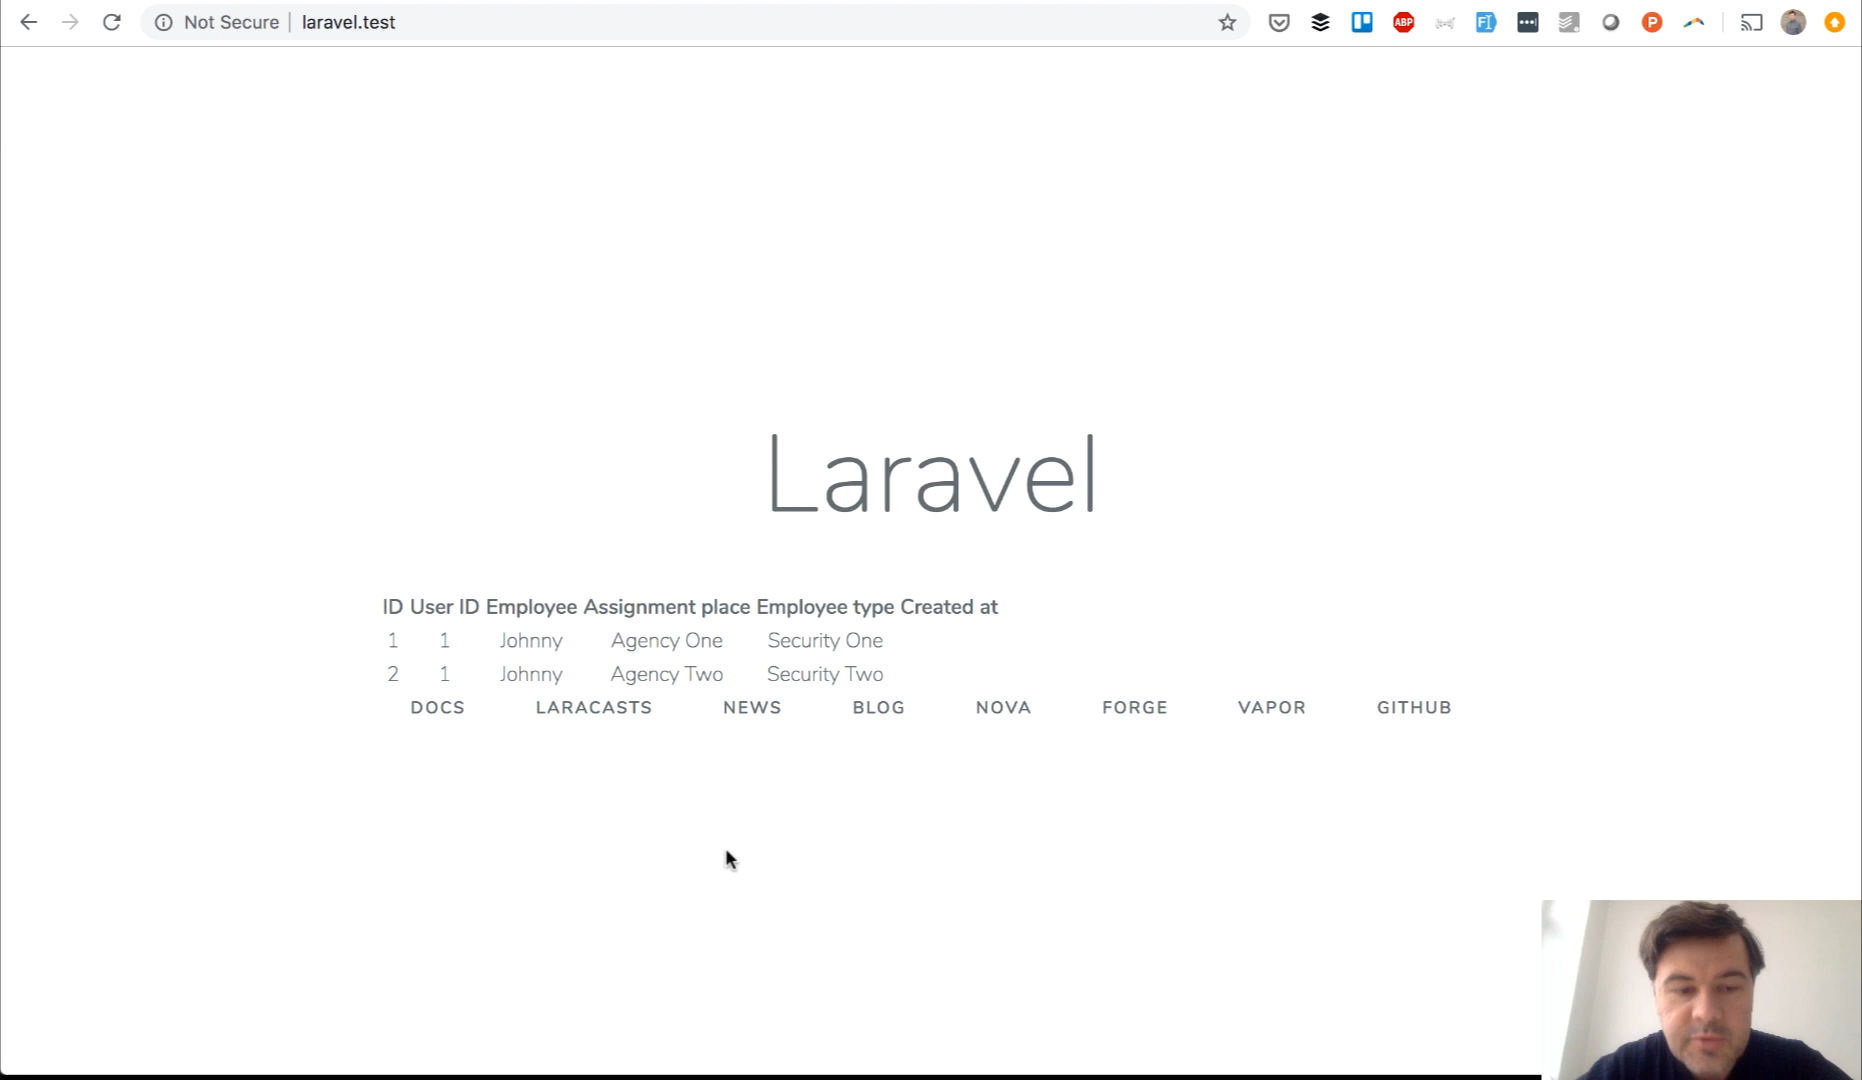 Not Secure | laravel.test
ABP
P
Laravel
ID User ID Employee Assignment place Employee type Created at
1 1 Johnny Agency One Security One
2 1 Johnny Agency Two Security Two
DOCS LARACASTS NEWS BLOG NOVA FORGE VAPOR GITHUB